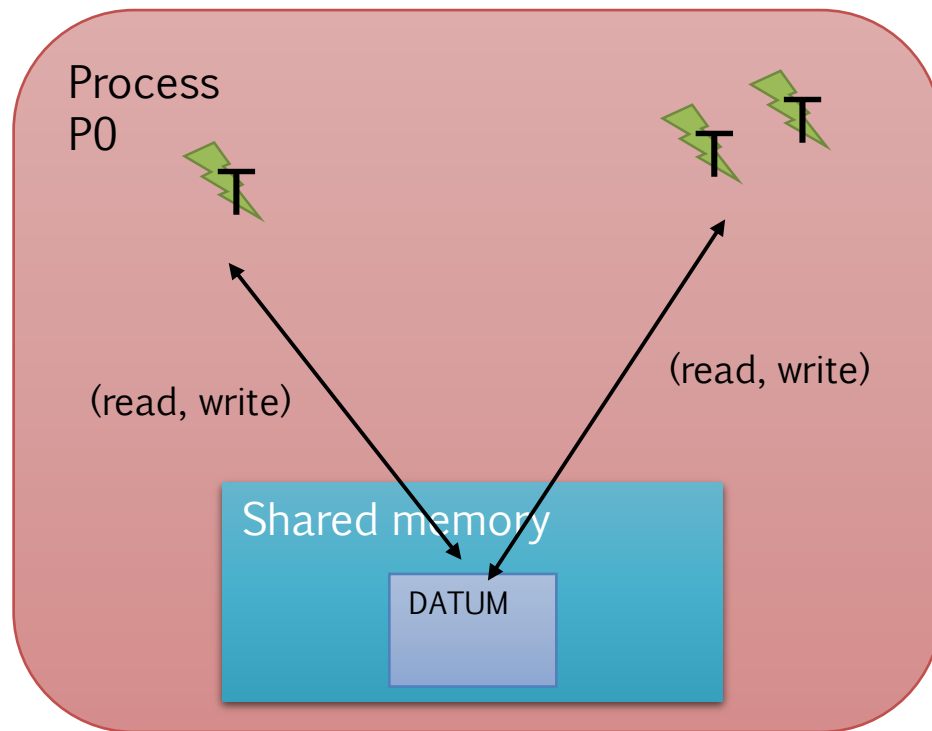 Process
P0
T
T
T
(read, write)
(read, write)
Shared memory
DATUM